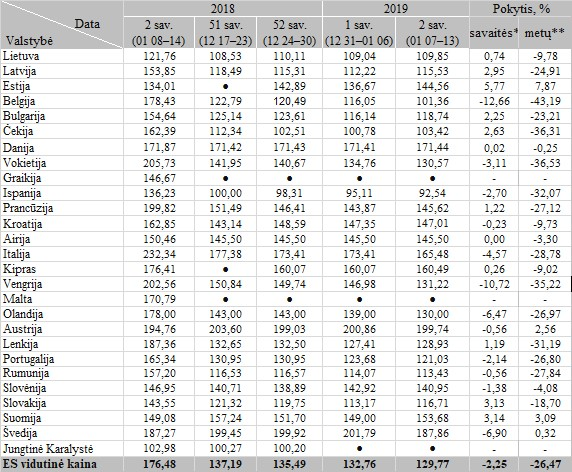 Data 2018 2019 Pokytis, %
Valstybė 2 sav. (01 08–14) 51 sav. (12 17–23) 52 sav. (12 24–30) 1 sav. (12 31–01 06) 2 sav. (01 07–13) savaitės* metų**
Lietuva 121,76 108,53 110,11 109,04 109,85 0,74 -9,78
Latvija 153,85 118,49 115,31 112,22 115,53 2,95 -24,91
Estija 134,01 ● 142,89 136,67 144,56 5,77 7,87
Belgija 178,43 122,79 120,49 116,05 101,36 -12,66 -43,19
Bulgarija 154,64 125,14 123,61 116,14 118,74 2,25 -23,21
Čekija 162,39 112,34 102,51 100,78 103,42 2,63 -36,31
Danija 171,87 171,42 171,43 171,41 171,44 0,02 -0,25
Vokietija 205,73 141,95 140,67 134,76 130,57 -3,11 -36,53
Graikija 146,67 ● ● ● ● - -
Ispanija 136,23 100,00 98,31 95,11 92,54 -2,70 -32,07
Prancūzija 199,82 151,49 146,41 143,87 145,62 1,22 -27,12
Kroatija 162,85 143,14 148,59 147,35 147,01 -0,23 -9,73
Airija 150,46 145,50 145,50 145,50 145,50 0,00 -3,30
Italija 232,34 177,38 173,41 173,41 165,48 -4,57 -28,78
Kipras 176,41 ● 160,07 160,07 160,49 0,26 -9,02
Vengrija 202,56 150,84 149,74 146,98 131,22 -10,72 -35,22
Malta 170,79 ● ● ● ● - -
Olandija 178,00 143,00 143,00 139,00 130,00 -6,47 -26,97
Austrija 194,76 203,60 199,03 200,86 199,74 -0,56 2,56
Lenkija 187,36 132,65 132,50 127,41 128,93 1,19 -31,19
Portugalija 165,34 130,95 130,95 123,68 121,03 -2,14 -26,80
Rumunija 157,20 116,53 116,57 114,07 113,43 -0,56 -27,84
Slovėnija 146,95 140,71 138,89 142,92 140,95 -1,38 -4,08
Slovakija 143,55 121,32 119,75 113,17 116,71 3,13 -18,70
Suomija 149,08 157,24 151,70 149,00 153,68 3,14 3,09
Švedija 187,27 199,45 199,92 201,79 187,86 -6,90 0,32
Jungtinė Karalystė 102,98 100,27 100,20 ● ● - -
ES vidutinė kaina 176,48 137,19 135,49 132,76 129,77 -2,25 -26,47